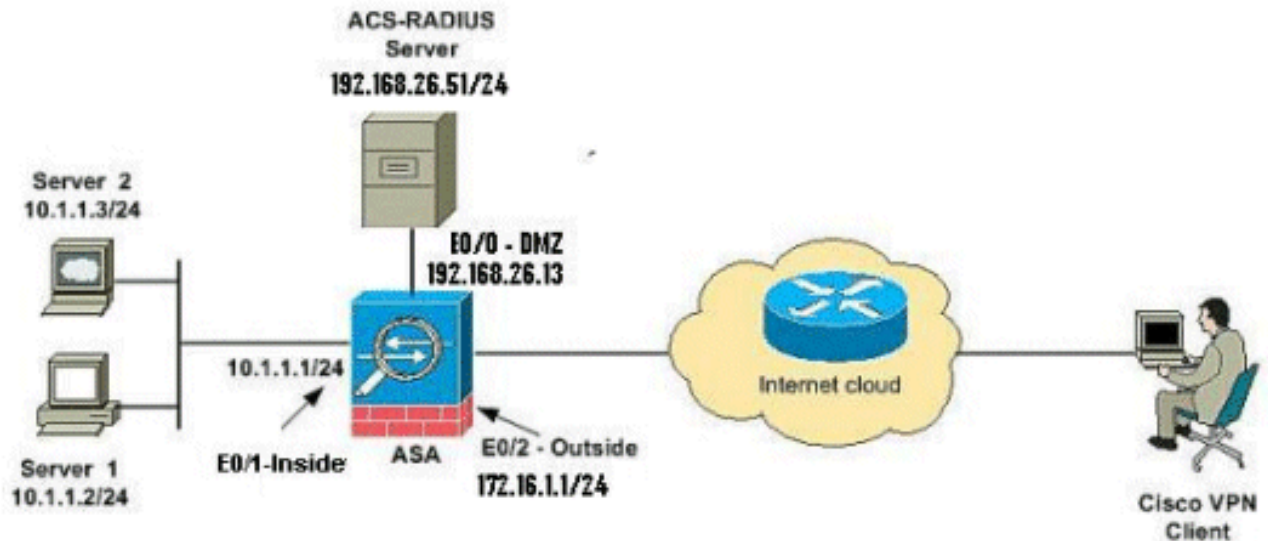 ACS-RADIUS
Server
192.168.26.51/24
Server 2
10.1.1.3/24
E0/0 - DMZ
192.168.26.13
10.1.1.1/24
Internet cloud
E0/1-Inside
ASA
E0/2 - Outside
172.16.1.1/24
Server 1
10.1.1.2/24
Cisco VPN
Client